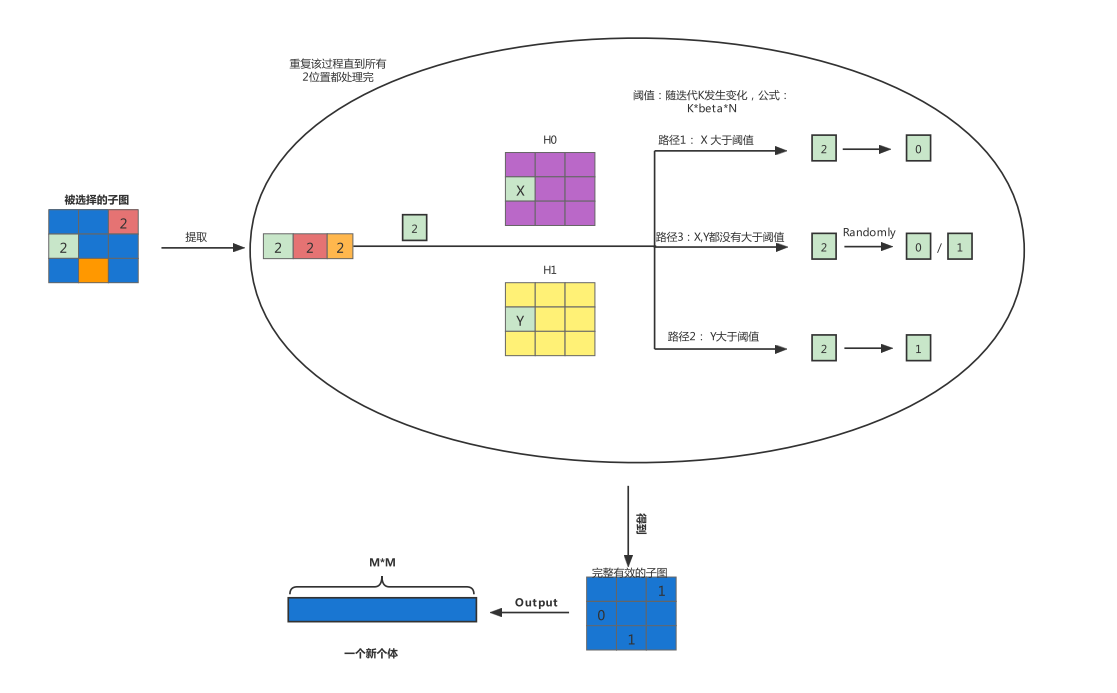 重复该过程直到所有
2位置都处理完
阈值：随迭代K发生变化，公式：
K*beta*N
H0
路径1： X 大于阈值
2
0
X
被选择的子图
2
2
提取
2
2
2
2
路径3：X,Y都没有大于阈值
2
Randomly
0
/
1
H1
Y
路径2： Y大于阈值
2
1
得到
完整有效的子图
1
0
1
Output
M*M
一个新个体